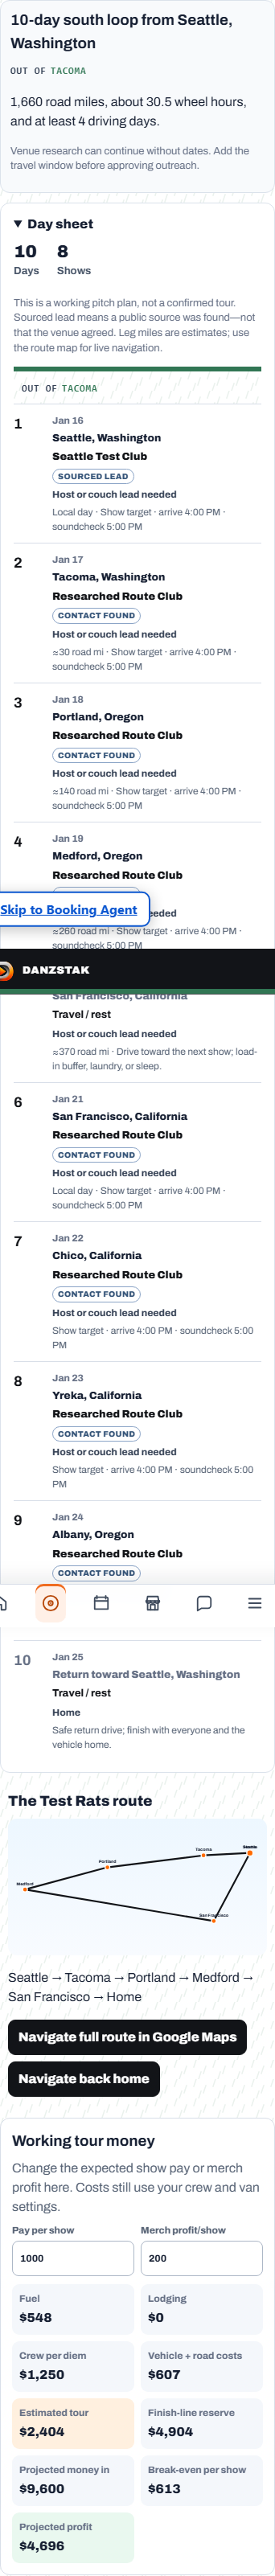 10-day south loop from Seattle,
Washington
OUT OF TACOMA
1,660 road miles, about 30.5 wheel hours,
and at least 4 driving days.
Venue research can continue without dates. Add the
travel window before approving outreach.
▼ Day sheet
10 8
Days Shows
This is a working pitch plan, not a confirmed tour.
Sourced lead means a public source was found—not
that the venue agreed. Leg miles are estimates; use
the route map for live navigation.
OUT OF TACOMA
1 Jan 16
Seattle, Washington
Seattle Test Club
SOURCED LEAD
Host or couch lead needed
Local day · Show target · arrive 4:00 PM ·
soundcheck 5:00 PM
2 Jan 17
Tacoma, Washington
Researched Route Club
CONTACT FOUND
Host or couch lead needed
≈30 road mi · Show target · arrive 4:00 PM ·
soundcheck 5:00 PM
3 Jan 18
Portland, Oregon
Researched Route Club
CONTACT FOUND
Host or couch lead needed
≈140 road mi · Show target · arrive 4:00 PM ·
soundcheck 5:00 PM
4 Jan 19
Medford, Oregon
Researched Route Club
Skip to Booking Agent
needed
≈260 road mi · Show target · arrive 4:00 PM ·
soundcheck 5:00 PM
DANZSTAK
San Francisco, California
Travel / rest
Host or couch lead needed
≈370 road mi · Drive toward the next show; load-
in buffer, laundry, or sleep.
6 Jan 21
San Francisco, California
Researched Route Club
CONTACT FOUND
Host or couch lead needed
Local day · Show target · arrive 4:00 PM ·
soundcheck 5:00 PM
7 Jan 22
Chico, California
Researched Route Club
CONTACT FOUND
Host or couch lead needed
Show target · arrive 4:00 PM · soundcheck 5:00
PM
8 Jan 23
Yreka, California
Researched Route Club
CONTACT FOUND
Host or couch lead needed
Show target · arrive 4:00 PM · soundcheck 5:00
PM
9 Jan 24
Albany, Oregon
Researched Route Club
CONTACT FOUND
10 Jan 25
Return toward Seattle, Washington
Travel / rest
Home
Safe return drive; finish with everyone and the
vehicle home.
The Test Rats route
Seattle
Tacoma
Portland
Medford
San Francisco
Seattle → Tacoma → Portland → Medford →
San Francisco → Home
Navigate full route in Google Maps
Navigate back home
Working tour money
Change the expected show pay or merch
profit here. Costs still use your crew and van
settings.
Pay per show Merch profit/show
1000 200
Fuel Lodging
$548 $0
Crew per diem Vehicle + road costs
$1,250 $607
Estimated tour Finish-line reserve
$2,404 $4,904
Projected money in Break-even per show
$9,600 $613
Projected profit
$4,696